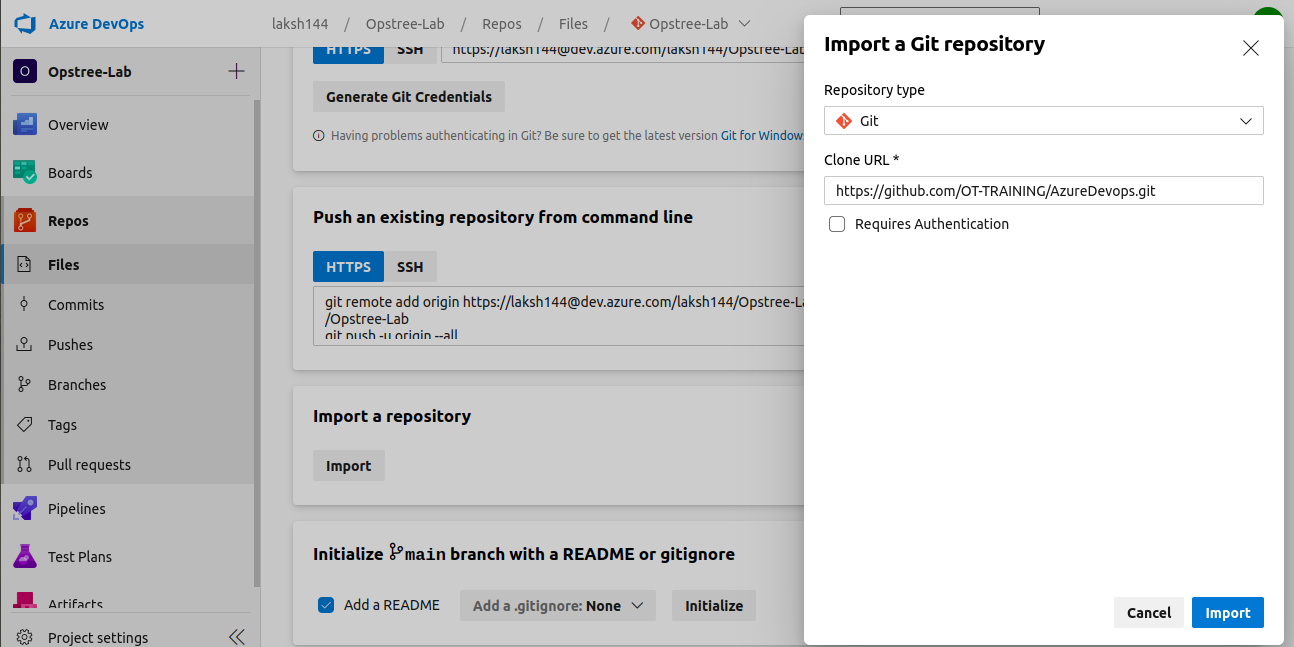 Azure DevOps
laksh144 / Opstree-Lab / Repos / Files / Opstree-Lab
O Opstree-Lab
Overview
Boards
Repos
Files
Commits
Pushes
Branches
Tags
Pull requests
Pipelines
Test Plans
Artifacts
Project settings
HTTPS SSH https://laksh144@dev.azure.com/laksh144/Opstree-Lab
Generate Git Credentials
Having problems authenticating in Git? Be sure to get the latest version Git for Windows
Push an existing repository from command line
HTTPS SSH
git remote add origin https://laksh144@dev.azure.com/laksh144/Opstree-La
/Opstree-Lab
git push -u origin --all
Import a repository
Import
Initialize main branch with a README or gitignore
Add a README Add a .gitignore: None Initialize
Import a Git repository
Repository type
Git
Clone URL *
https://github.com/OT-TRAINING/AzureDevops.git
Requires Authentication
Cancel Import